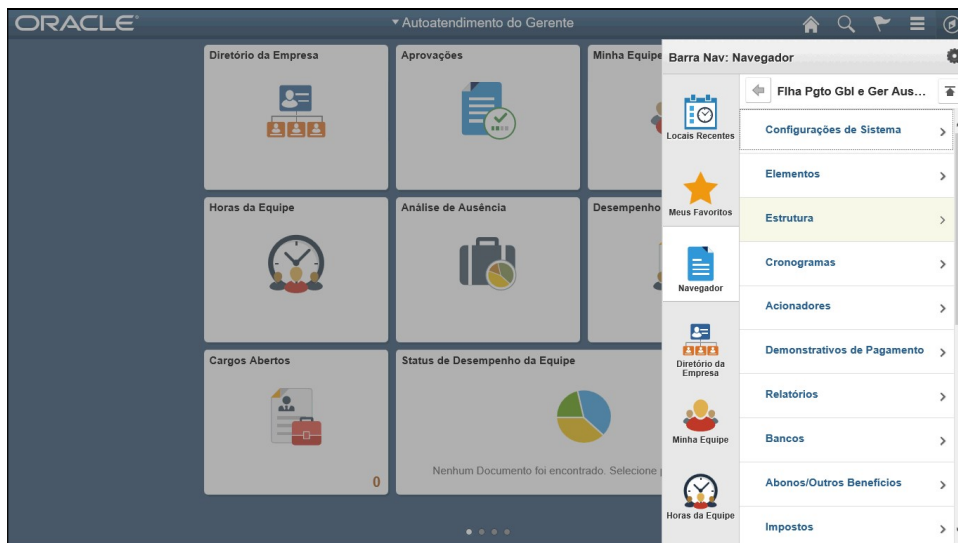 ORACLE
Autoatendimento do Gerente
Diretório da Empresa
Aprovações
Minha Equipe
Horas da Equipe
Análise de Ausência
Desempenho
Cargos Abertos
0
Status de Desempenho da Equipe
Nenhum Documento foi encontrado. Selecione
Barra Nav: Navegador
Locais Recentes
Meus Favoritos
Navegador
Diretório da
Empresa
Minha Equipe
Horas da Equipe
Flha Pgto Gbl e Ger Aus...
Configurações de Sistema
Elementos
Estrutura
Cronogramas
Acionadores
Demonstrativos de Pagamento
Relatórios
Bancos
Abonos/Outros Benefícios
Impostos